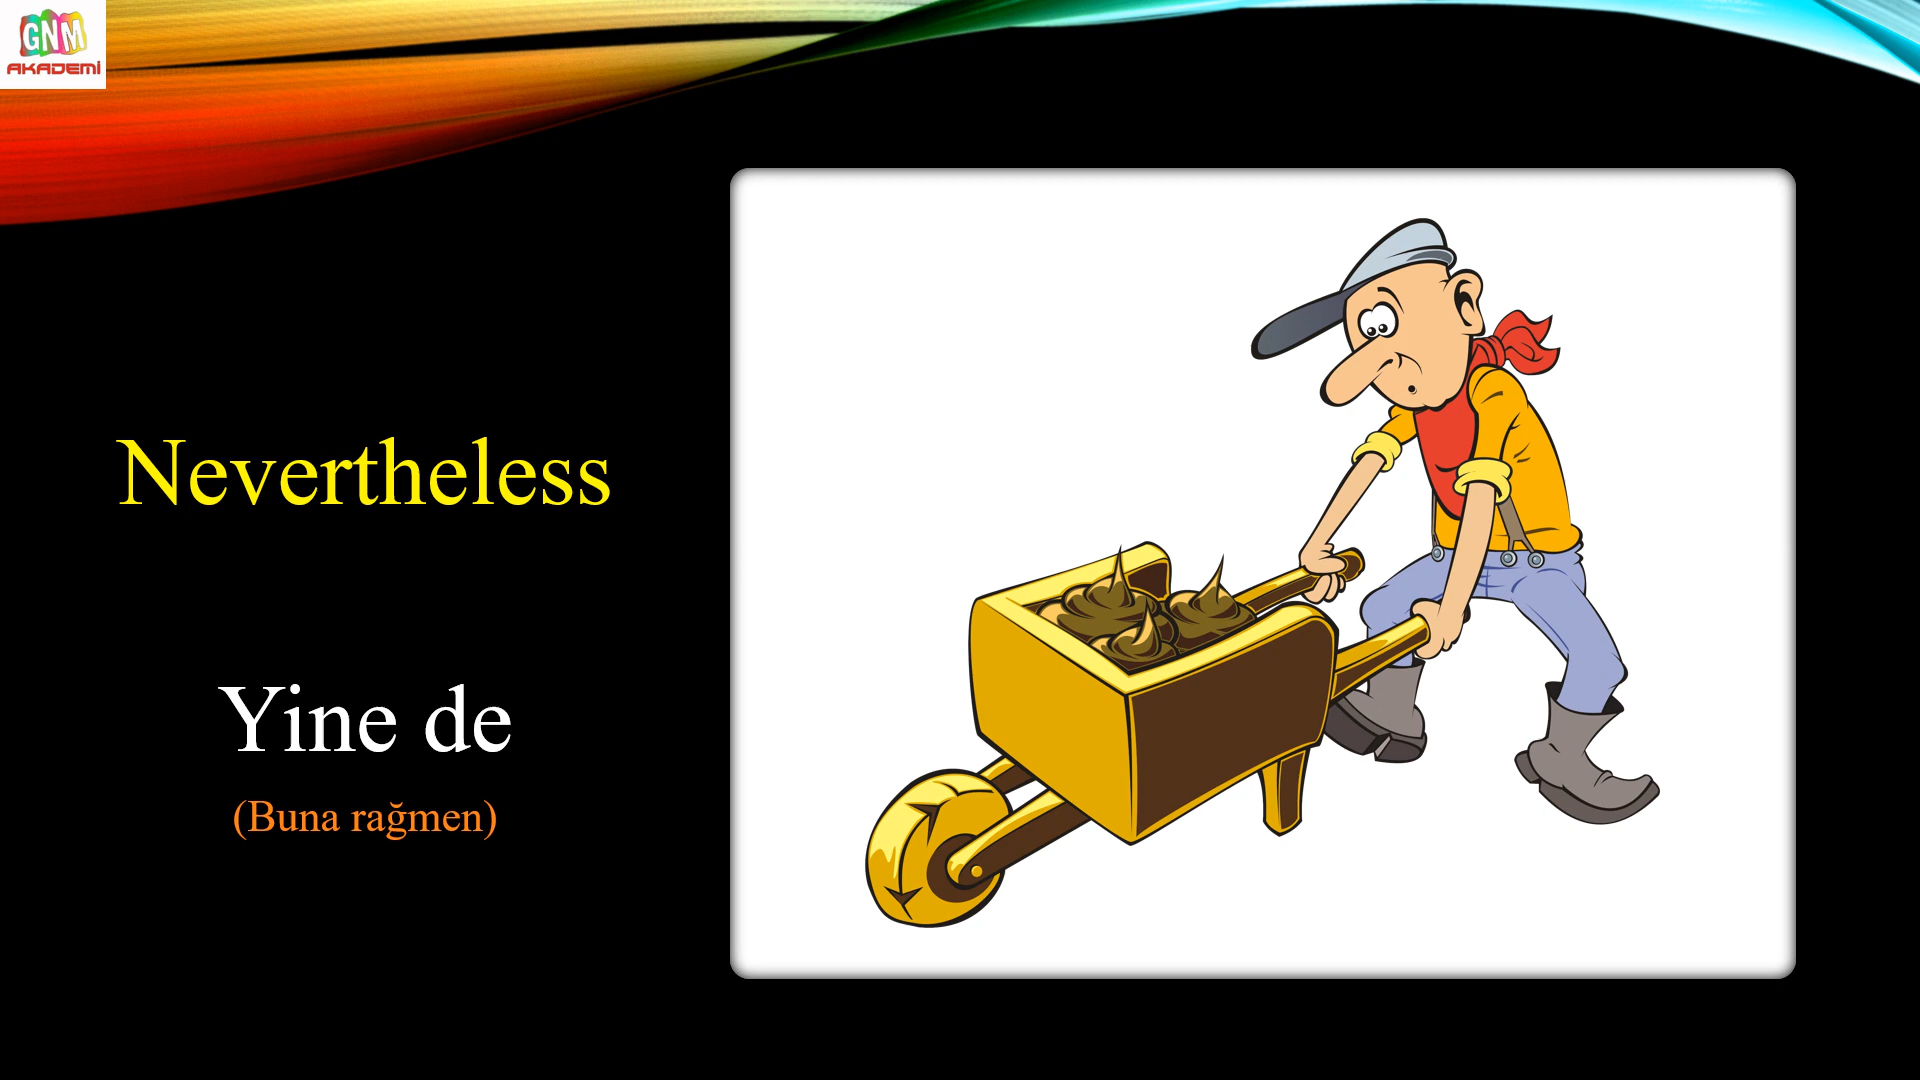 GNM
AKADEMİ
Nevertheless
Yine de
(Buna rağmen)